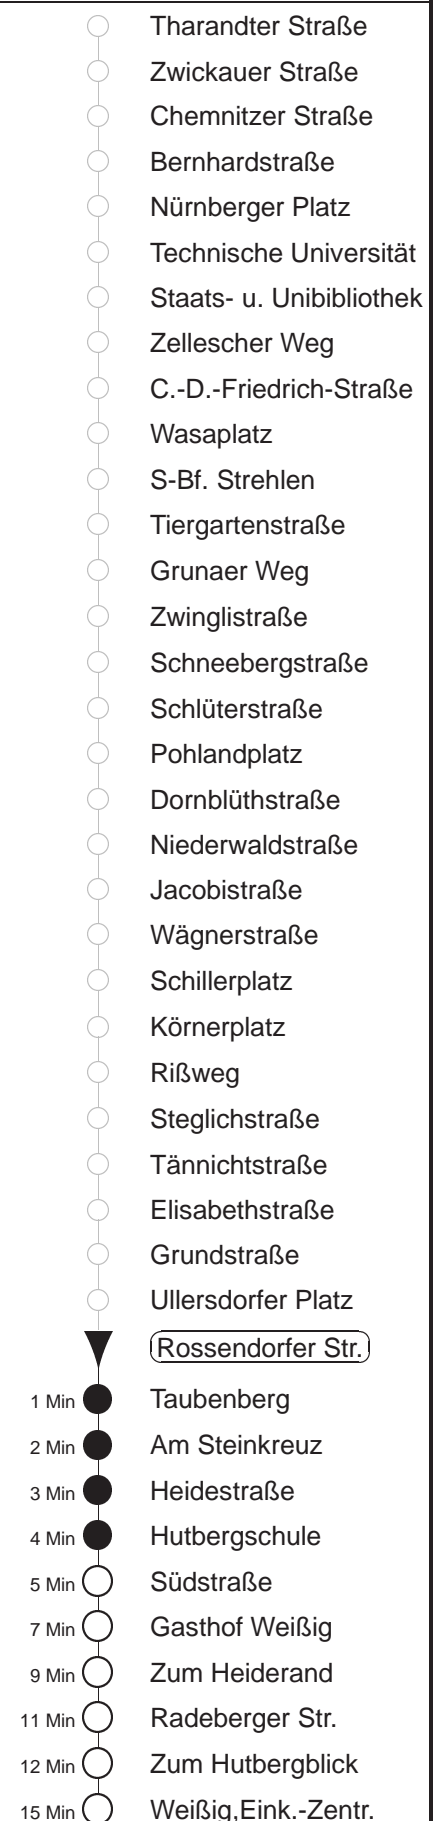 Tharandter Straße
Zwickauer Straße
Chemnitzer Straße
Bernhardstraße
Nürnberger Platz
Technische Universität
Staats- u. Unibibliothek
Zellescher Weg
C.-D.-Friedrich-Straße
Wasaplatz
S-Bf. Strehlen
Tiergartenstraße
Grunaer Weg
Zwinglistraße
Schneebergstraße
Schlüterstraße
Pohlandplatz
Dornblüthstraße
Niederwaldstraße
Jacobistraße
Wägnerstraße
Schillerplatz
Körnerplatz
Rißweg
Steglichstraße
Tännichtstraße
Elisabethstraße
Grundstraße
Ullersdorfer Platz
Rossendorfer Str.
1 Min Taubenberg
2 Min Am Steinkreuz
3 Min Heidestraße
4 Min Hutbergschule
5 Min Südstraße
7 Min Gasthof Weißig
9 Min Zum Heiderand
11 Min Radeberger Str.
12 Min Zum Hutbergblick
15 Min Weißig,Eink.-Zentr.